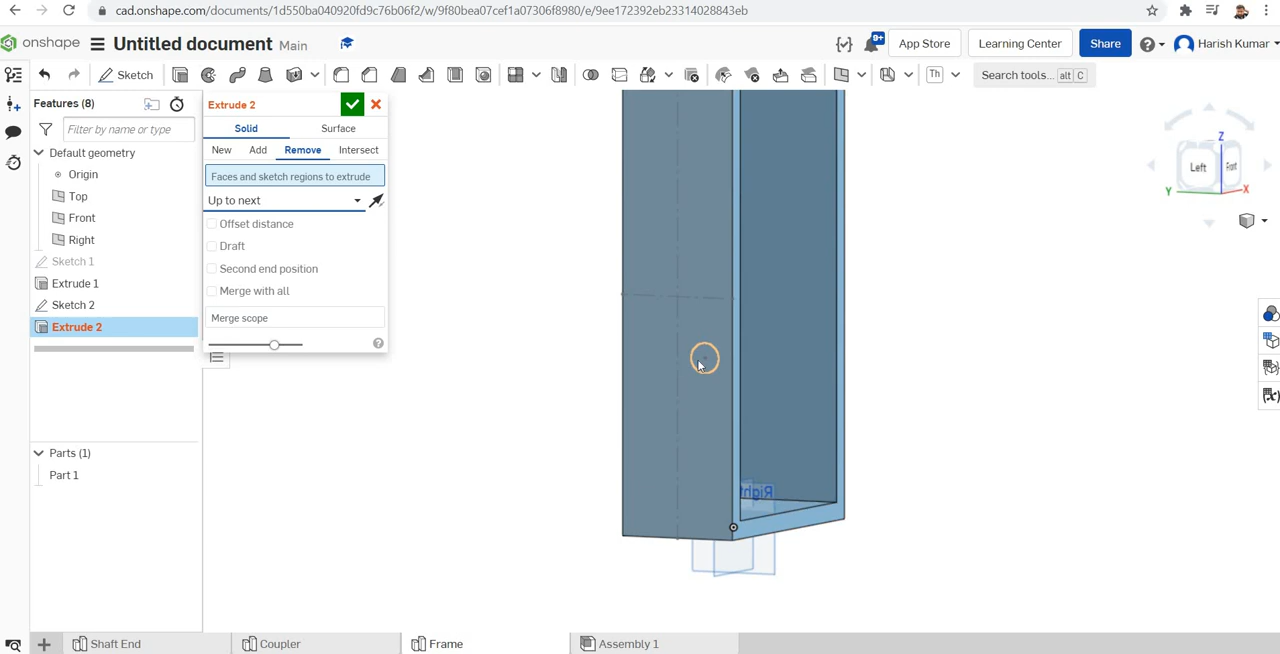 cad.onshape.com/documents/1d550ba040920fd9c76b06f2/w/9f80bea07cef1a07306f8980/e/9ee172392eb23314028843eb
onshape Untitled document Main 9+ App Store Learning Center Share Harish Kumar
Sketch Th Search tools... alt C
Features (8)
Filter by name or type
Default geometry
Origin
Top
Front
Right
Sketch 1
Extrude 1
Sketch 2
Extrude 2
Parts (1)
Part 1
Extrude 2
Solid Surface
New Add Remove Intersect
Faces and sketch regions to extrude
Up to next
Offset distance
Draft
Second end position
Merge with all
Merge scope
Right
Z
Left Front
Y X
Shaft End Coupler Frame Assembly 1